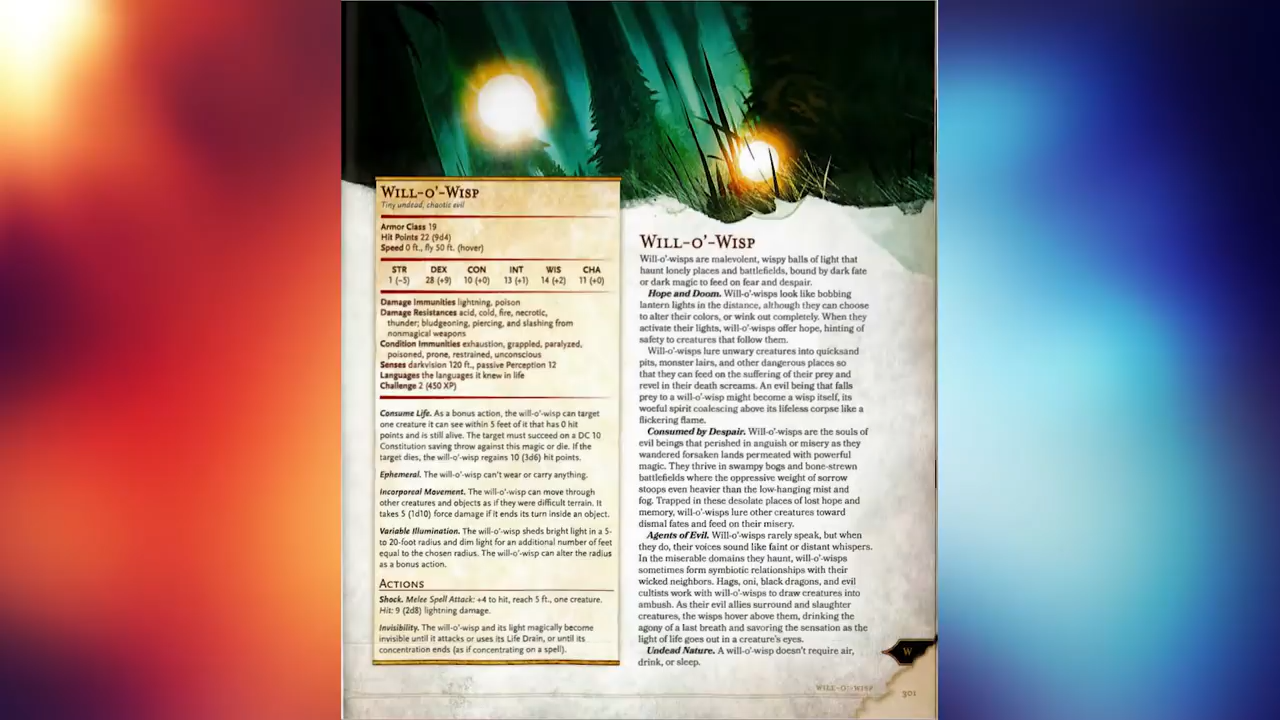 WILL-O'-WISP
Tiny undead, chaotic evil
Armor Class 19
Hit Points 22 (9d4)
Speed 0 ft., fly 50 ft. (hover)
STR DEX CON INT WIS CHA
1 (−5) 28 (+9) 10 (+0) 13 (+1) 14 (+2) 11 (+0)
Damage Immunities lightning, poison
Damage Resistances acid, cold, fire, necrotic,
thunder; bludgeoning, piercing, and slashing from
nonmagical weapons
Condition Immunities exhaustion, grappled, paralyzed,
poisoned, prone, restrained, unconscious
Senses darkvision 120 ft., passive Perception 12
Languages the languages it knew in life
Challenge 2 (450 XP)
Consume Life. As a bonus action, the will-o'-wisp can target
one creature it can see within 5 feet of it that has 0 hit
points and is still alive. The target must succeed on a DC 10
Constitution saving throw against this magic or die. If the
target dies, the will-o'-wisp regains 10 (3d6) hit points.
Ephemeral. The will-o'-wisp can't wear or carry anything.
Incorporeal Movement. The will-o'-wisp can move through
other creatures and objects as if they were difficult terrain. It
takes 5 (1d10) force damage if it ends its turn inside an object.
Variable Illumination. The will-o'-wisp sheds bright light in a 5-
to 20-foot radius and dim light for an additional number of feet
equal to the chosen radius. The will-o'-wisp can alter the radius
as a bonus action.
ACTIONS
Shock. Melee Spell Attack: +4 to hit, reach 5 ft., one creature.
Hit: 9 (2d8) lightning damage.
Invisibility. The will-o'-wisp and its light magically become
invisible until it attacks or uses its Life Drain, or until its
concentration ends (as if concentrating on a spell).
WILL-O'-WISP
Will-o'-wisps are malevolent, wispy balls of light that
haunt lonely places and battlefields, bound by dark fate
or dark magic to feed on fear and despair.
Hope and Doom. Will-o'-wisps look like bobbing
lantern lights in the distance, although they can choose
to alter their colors, or wink out completely. When they
activate their lights, will-o'-wisps offer hope, hinting of
safety to creatures that follow them.
Will-o'-wisps lure unwary creatures into quicksand
pits, monster lairs, and other dangerous places so
that they can feed on the suffering of their prey and
revel in their death screams. An evil being that falls
prey to a will-o'-wisp might become a wisp itself, its
woeful spirit coalescing above its lifeless corpse like a
flickering flame.
Consumed by Despair. Will-o'-wisps are the souls of
evil beings that perished in anguish or misery as they
wandered forsaken lands permeated with powerful
magic. They thrive in swampy bogs and bone-strewn
battlefields where the oppressive weight of sorrow
stoops even heavier than the low-hanging mist and
fog. Trapped in these desolate places of lost hope and
memory, will-o'-wisps lure other creatures toward
dismal fates and feed on their misery.
Agents of Evil. Will-o'-wisps rarely speak, but when
they do, their voices sound like faint or distant whispers.
In the miserable domains they haunt, will-o'-wisps
sometimes form symbiotic relationships with their
wicked neighbors. Hags, oni, black dragons, and evil
cultists work with will-o'-wisps to draw creatures into
ambush. As their evil allies surround and slaughter
creatures, the wisps hover above them, drinking the
agony of a last breath and savoring the sensation as the
light of life goes out in a creature's eyes.
Undead Nature. A will-o'-wisp doesn't require air,
drink, or sleep.
W
WILL-O'-WISP
301